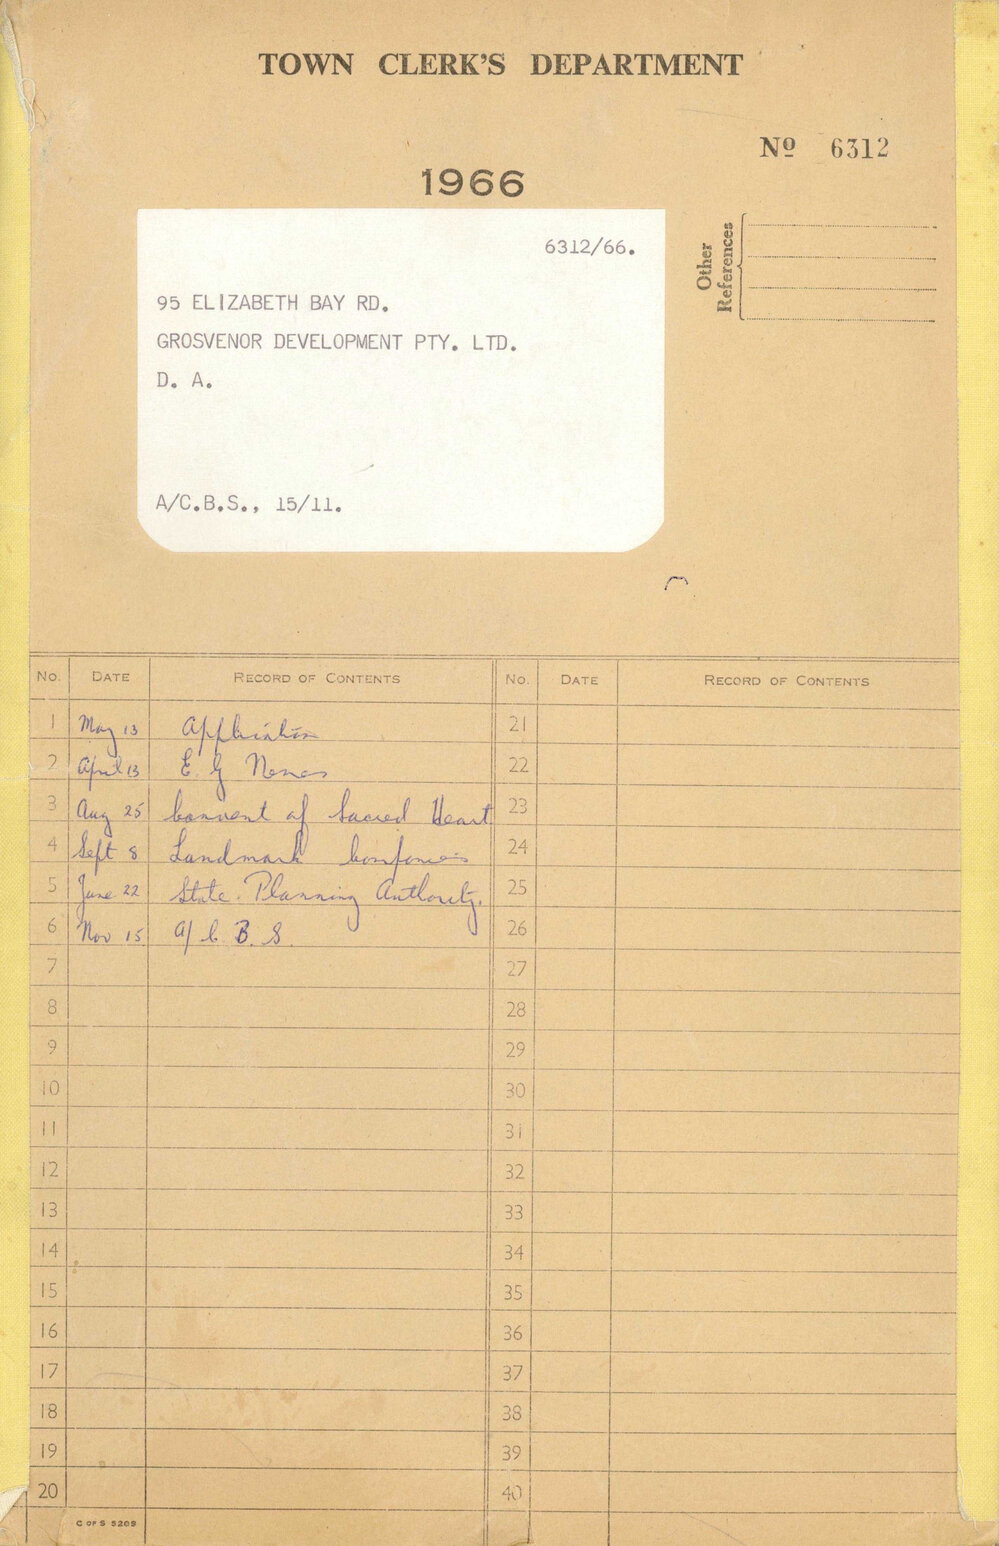 TOWN CLERK'S DEPARTMENT
Nº 6312
1966
6312/66.
Other References
95 ELIZABETH BAY RD.
GROSVENOR DEVELOPMENT PTY. LTD.
D. A.
A/C.B.S., 15/11.
No. DATE RECORD OF CONTENTS No. DATE RECORD OF CONTENTS
1 May 13 Application 21
2 April 13 E. G 22
3 Aug 25 Convent of Sacred Heart 23
4 Sept 8 Landmark 24
5 June 22 State Planning Authority. 25
6 Nov 15 A/C B. S. 26
7 27
8 28
9 29
10 30
11 31
12 32
13 33
14 34
15 35
16 36
17 37
18 38
19 39
20 40
C OF S 5209